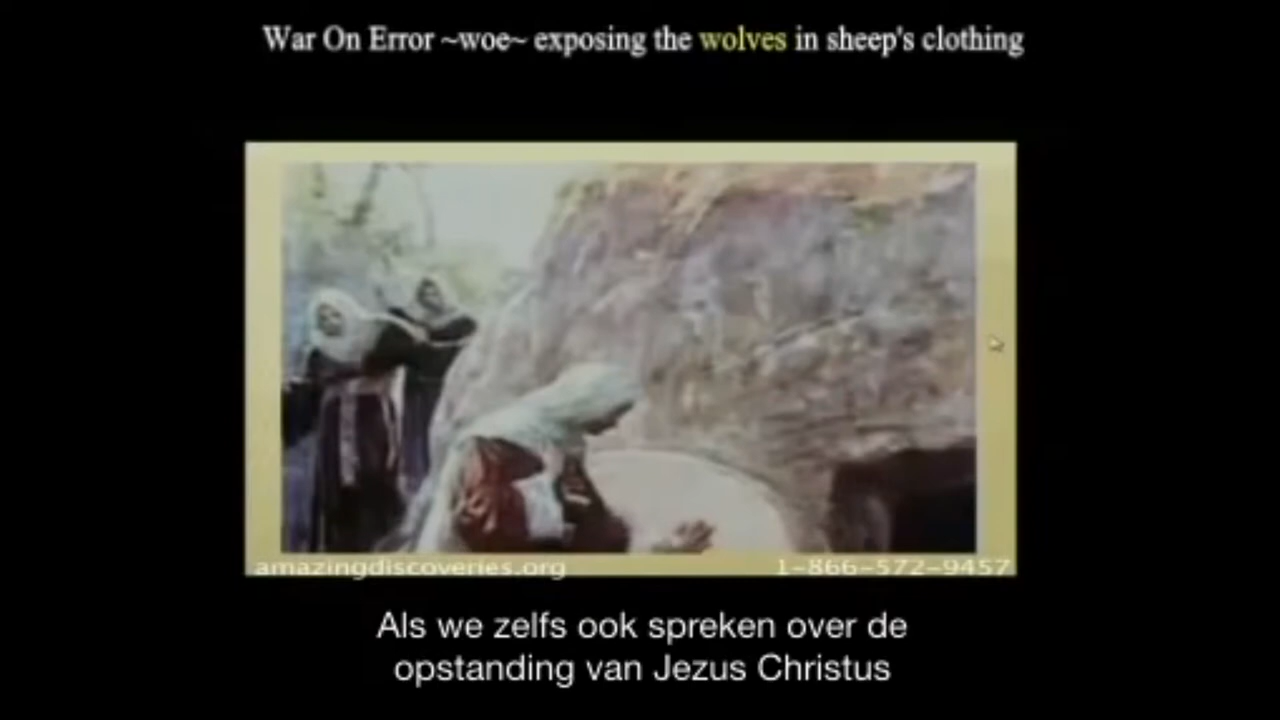 War On Error ~woe~ exposing the wolves in sheep's clothing
amazingdiscoveries.org 1-866-572-9457
Als we zelfs ook spreken over de
opstanding van Jezus Christus